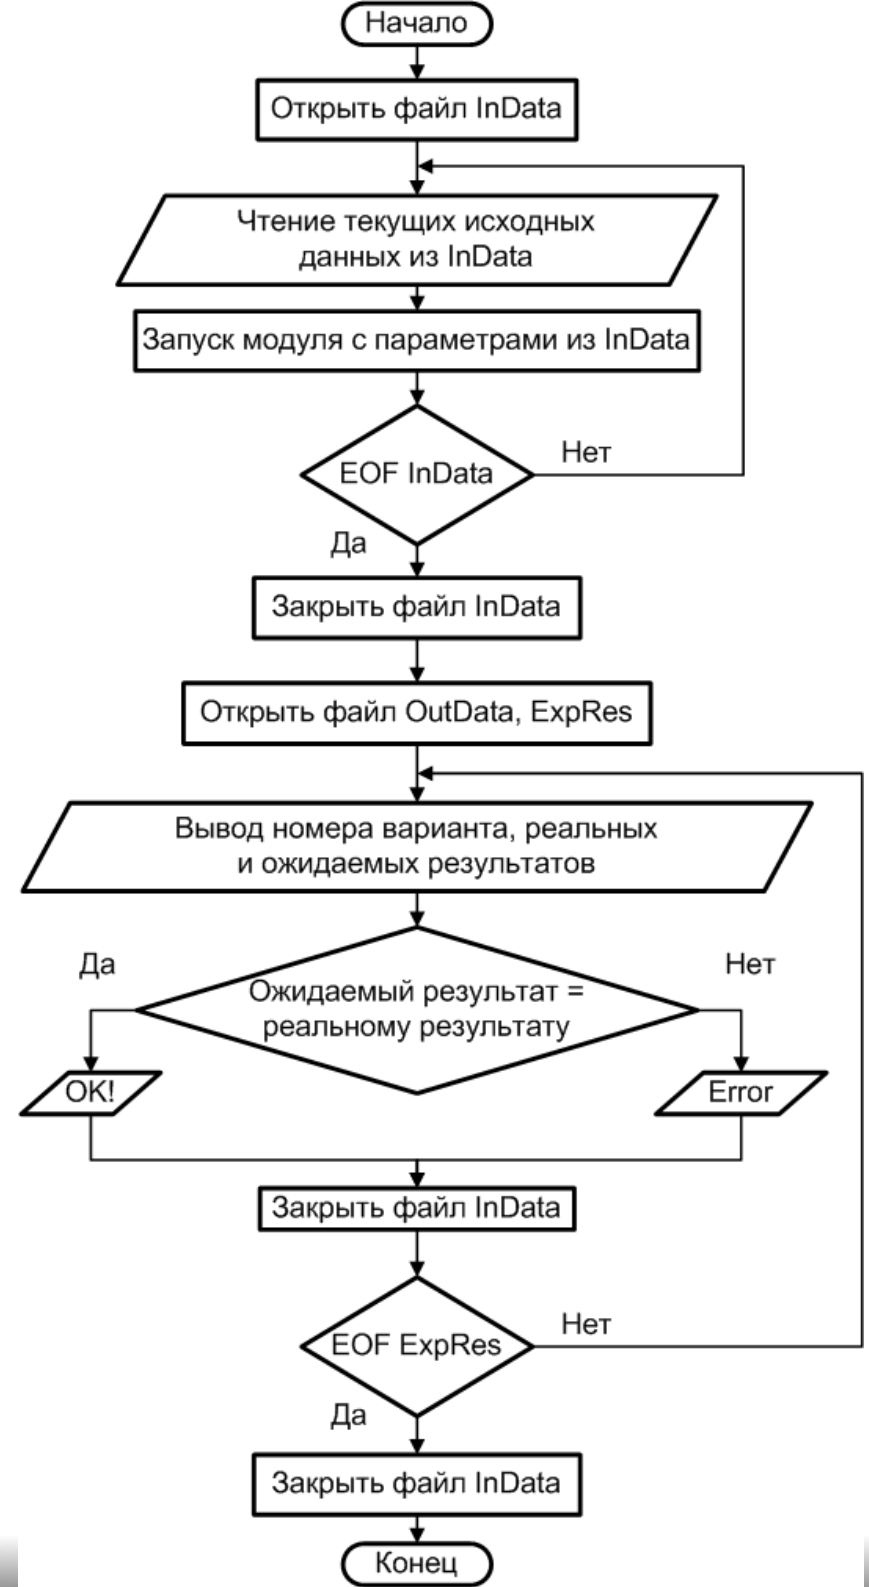 Начало
Открыть файл InData
Чтение текущих исходных
данных из InData
Запуск модуля с параметрами из InData
EOF InData
Нет
Да
Закрыть файл InData
Открыть файл OutData, ExpRes
Вывод номера варианта, реальных
и ожидаемых результатов
Да
Нет
Ожидаемый результат =
реальному результату
OK!
Error
Закрыть файл InData
EOF ExpRes
Нет
Да
Закрыть файл InData
Конец